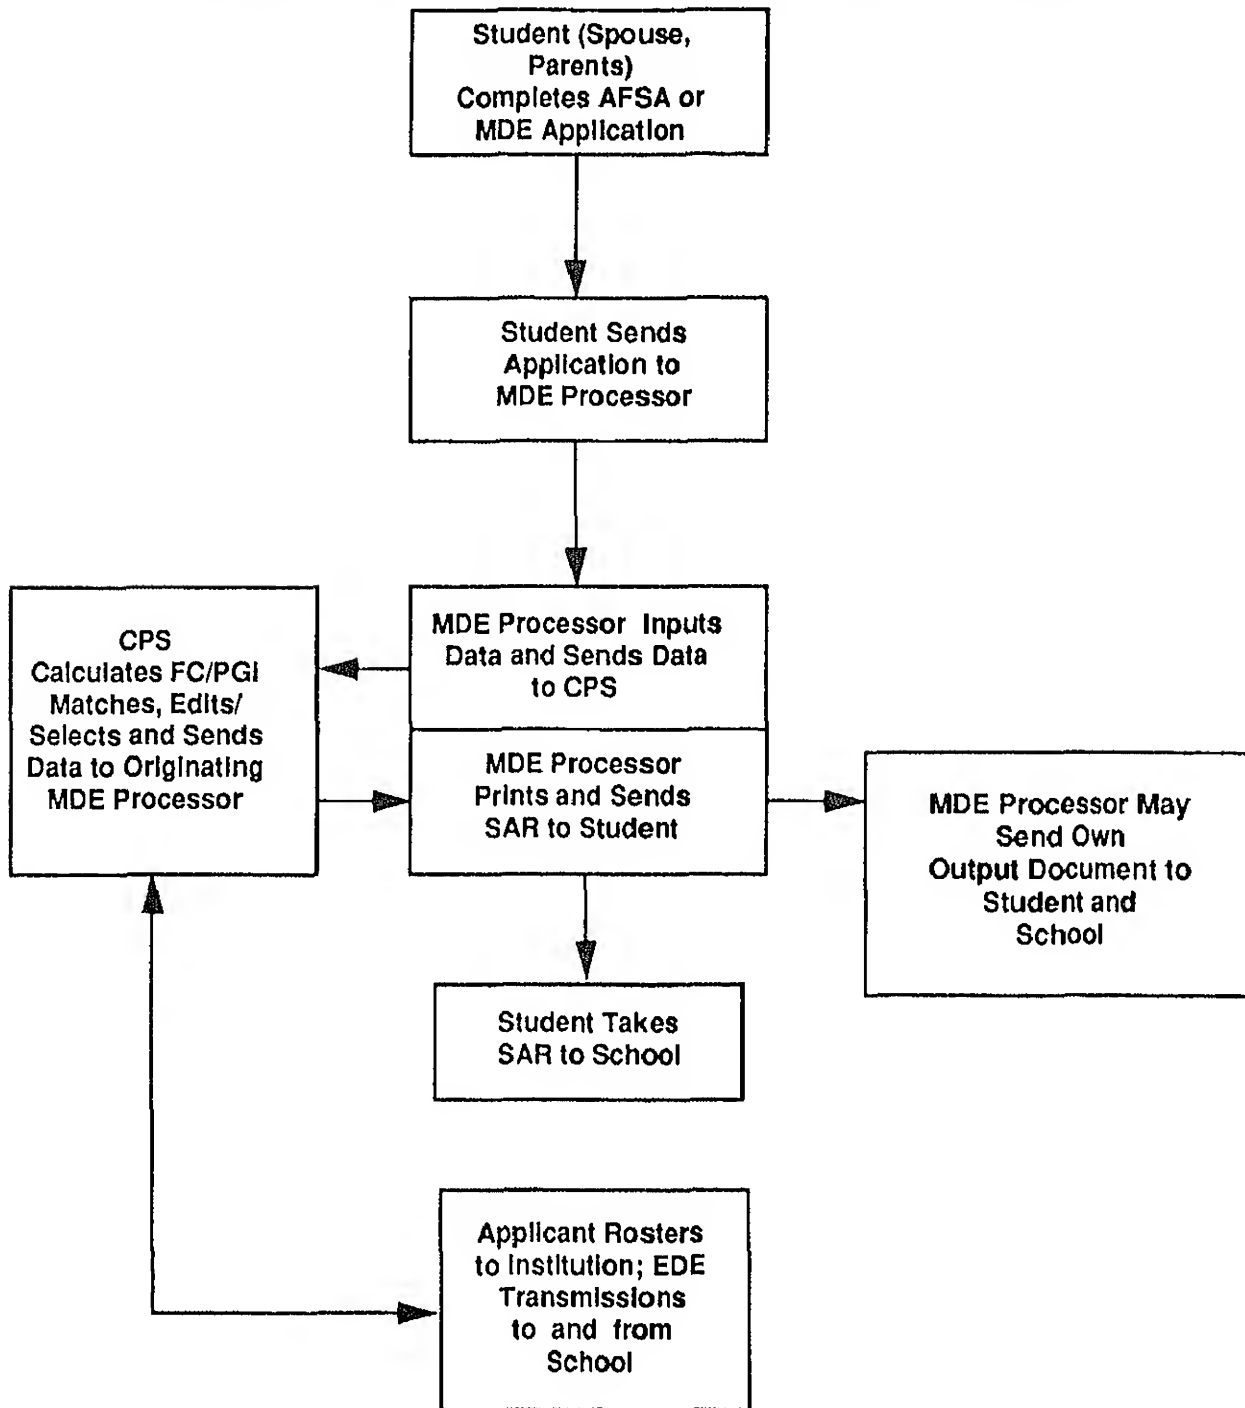 Student (Spouse,
Parents)
Completes AFSA or
MDE Application
Student Sends
Application to
MDE Processor
CPS
Calculates FC/PGI
Matches, Edits/
Selects and Sends
Data to Originating
MDE Processor
MDE Processor Inputs
Data and Sends Data
to CPS
MDE Processor
Prints and Sends
SAR to Student
MDE Processor May
Send Own
Output Document to
Student and
School
Student Takes
SAR to School
Applicant Rosters
to Institution; EDE
Transmissions
to and from
School